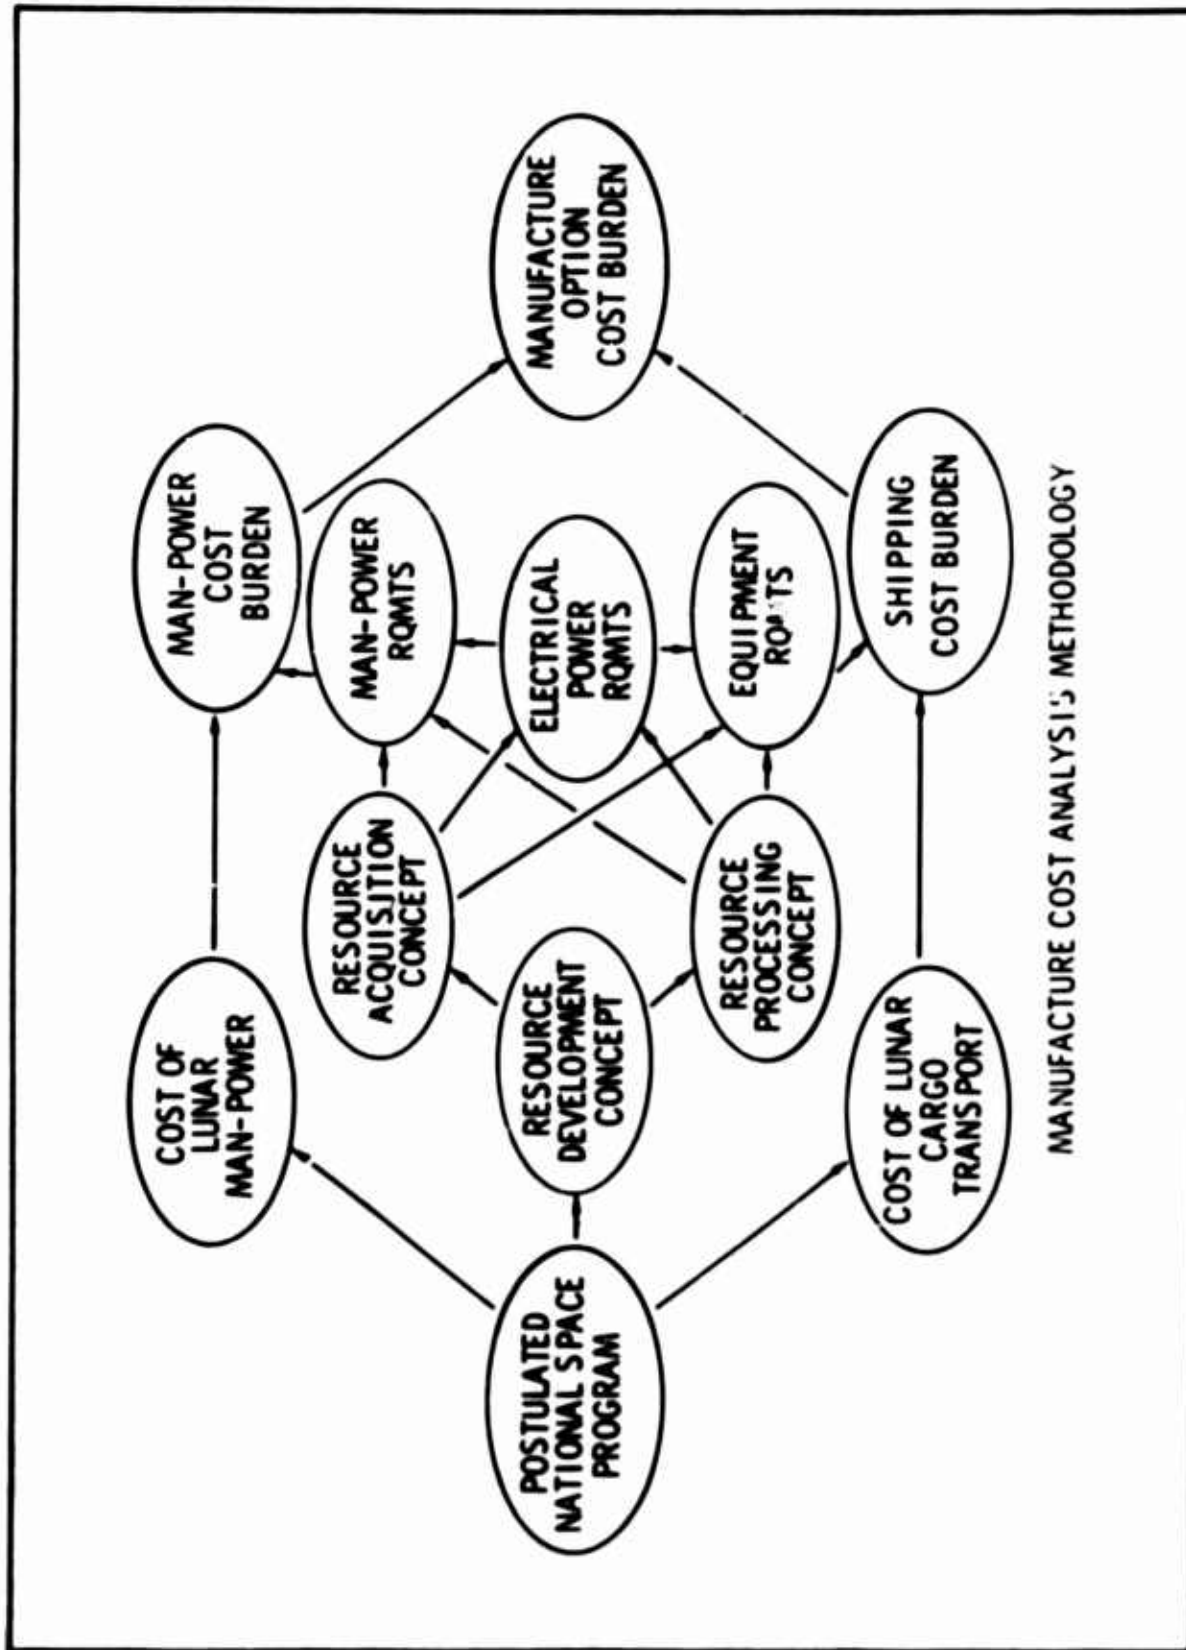 COST OF
LUNAR
MAN-POWER
MAN-POWER
COST
BURDEN
RESOURCE
ACQUISITION
CONCEPT
MAN-POWER
RQMTS
POSTULATED
NATIONAL SPACE
PROGRAM
RESOURCE
DEVELOPMENT
CONCEPT
ELECTRICAL
POWER
RQMTS
MANUFACTURE
OPTION
COST BURDEN
RESOURCE
PROCESSING
CONCEPT
EQUIPMENT
COST OF LUNAR
CARGO
TRANSPORT
SHIPPING
COST BURDEN
MANUFACTURE COST ANALYSIS METHODOLOGY